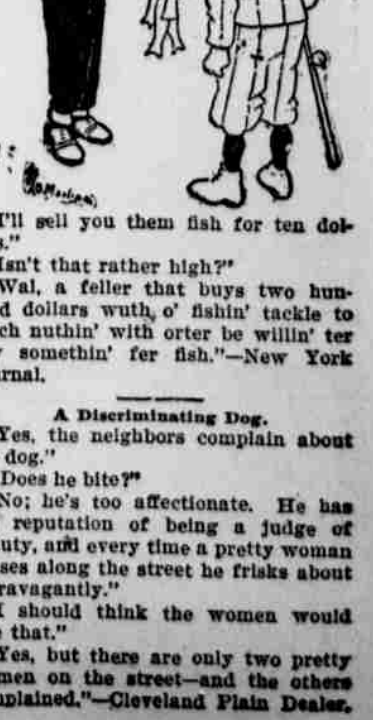 I'll sell you them fish for ten dol-
s."
Isn't that rather high?"
Wal, a feller that buys two hun-
d dollars wuth o' fishin' tackle to
ch nuthin' with orter be willin' ter
somethin' fer fish."—New York
rnal.
A Discriminating Dog.
Yes, the neighbors complain about
dog."
Does he bite?"
No; he's too affectionate. He has
reputation of being a judge of
uty, and every time a pretty woman
ses along the street he frisks about
ravagantly."
I should think the women would
that."
Yes, but there are only two pretty
men on the street—and the others
plained."—Cleveland Plain Dealer.